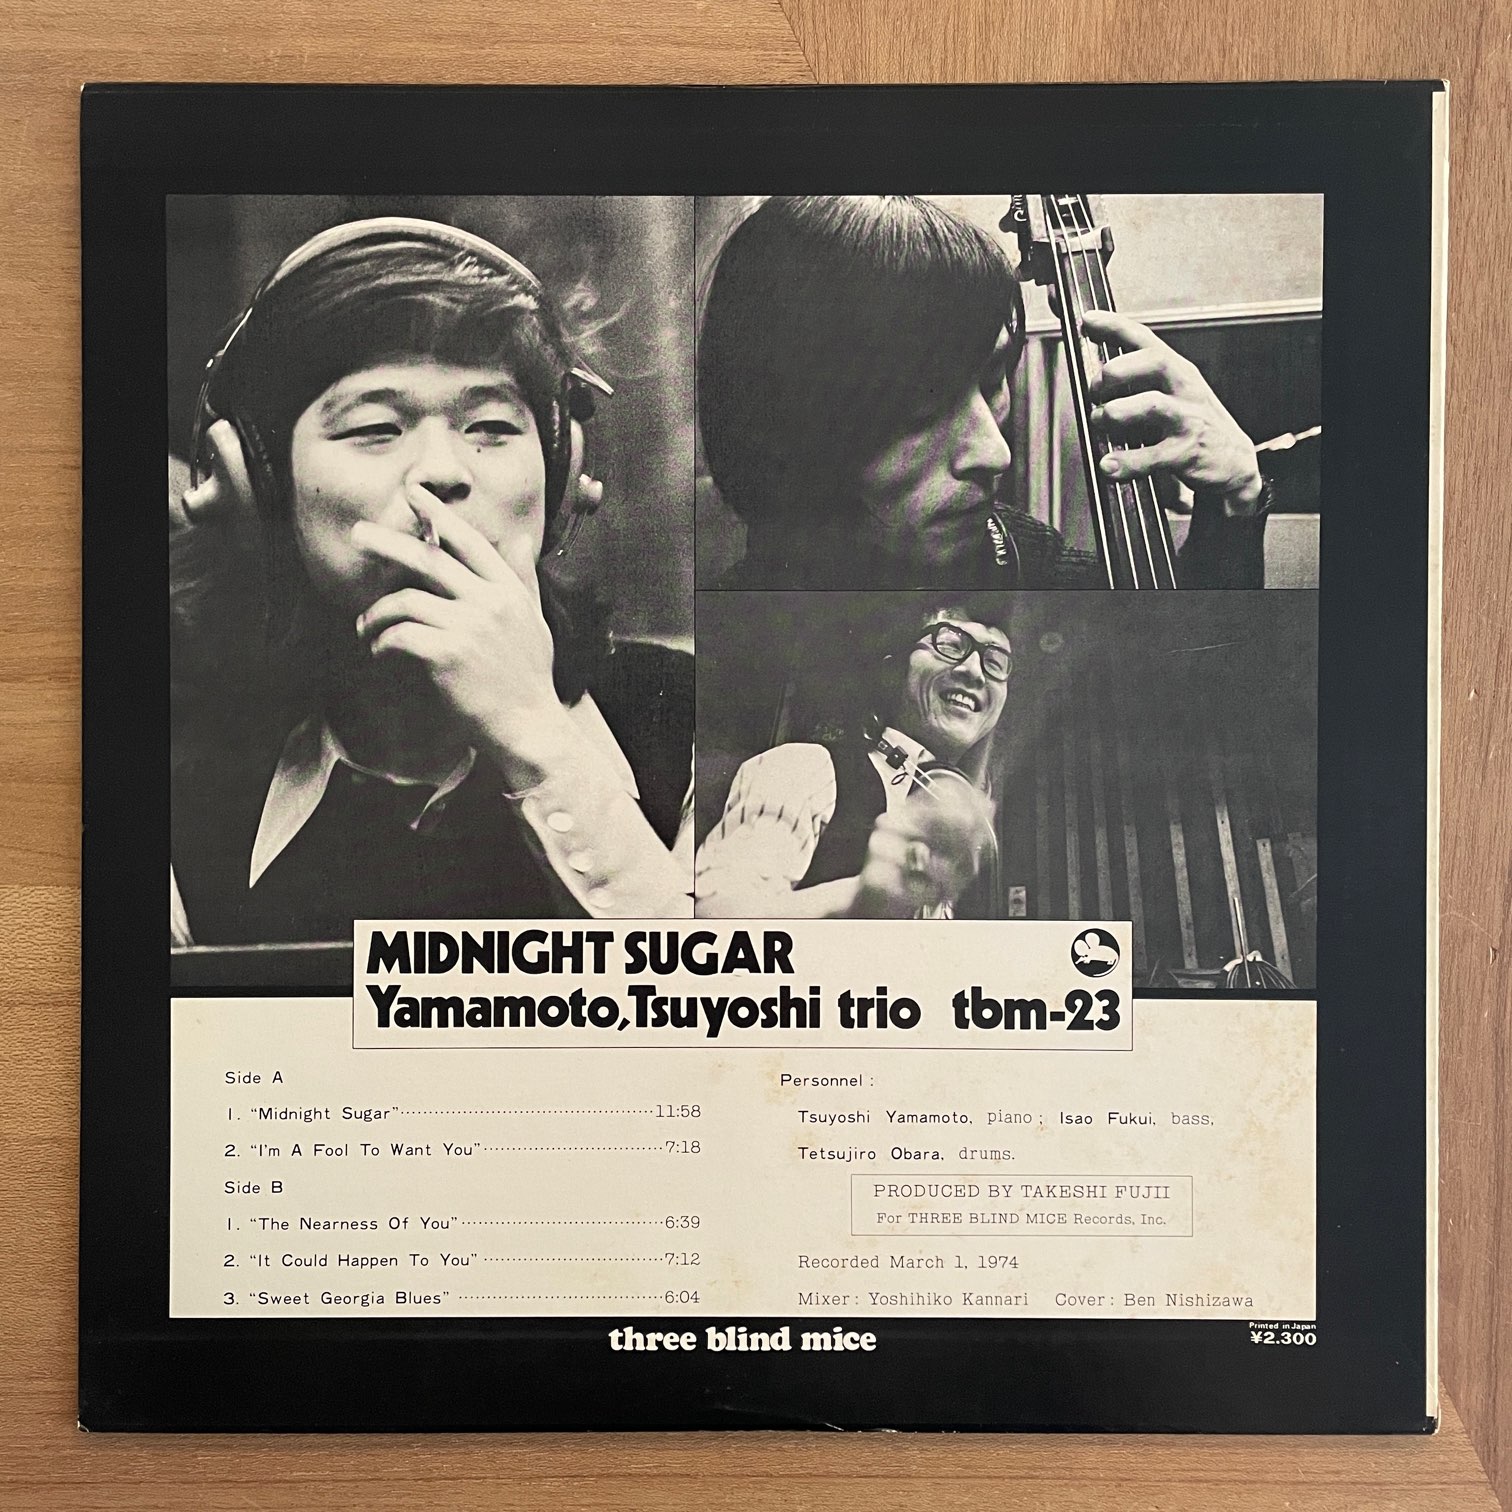 MIDNIGHT SUGAR
Yamamoto,Tsuyoshi trio tbm-23
Side A
1. “Midnight Sugar”································11:58
2. “I'm A Fool To Want You”·······················7:18
Side B
1. “The Nearness Of You”··························6:39
2. “It Could Happen To You”·······················7:12
3. “Sweet Georgia Blues”··························6:04
Personnel :
Tsuyoshi Yamamoto, piano ; Isao Fukui, bass,
Tetsujiro Obara, drums.
PRODUCED BY TAKESHI FUJII
For THREE BLIND MICE Records, Inc.
Recorded March 1, 1974
Mixer : Yoshihiko Kannari Cover : Ben Nishizawa
three blind mice
Printed in Japan
¥2.300